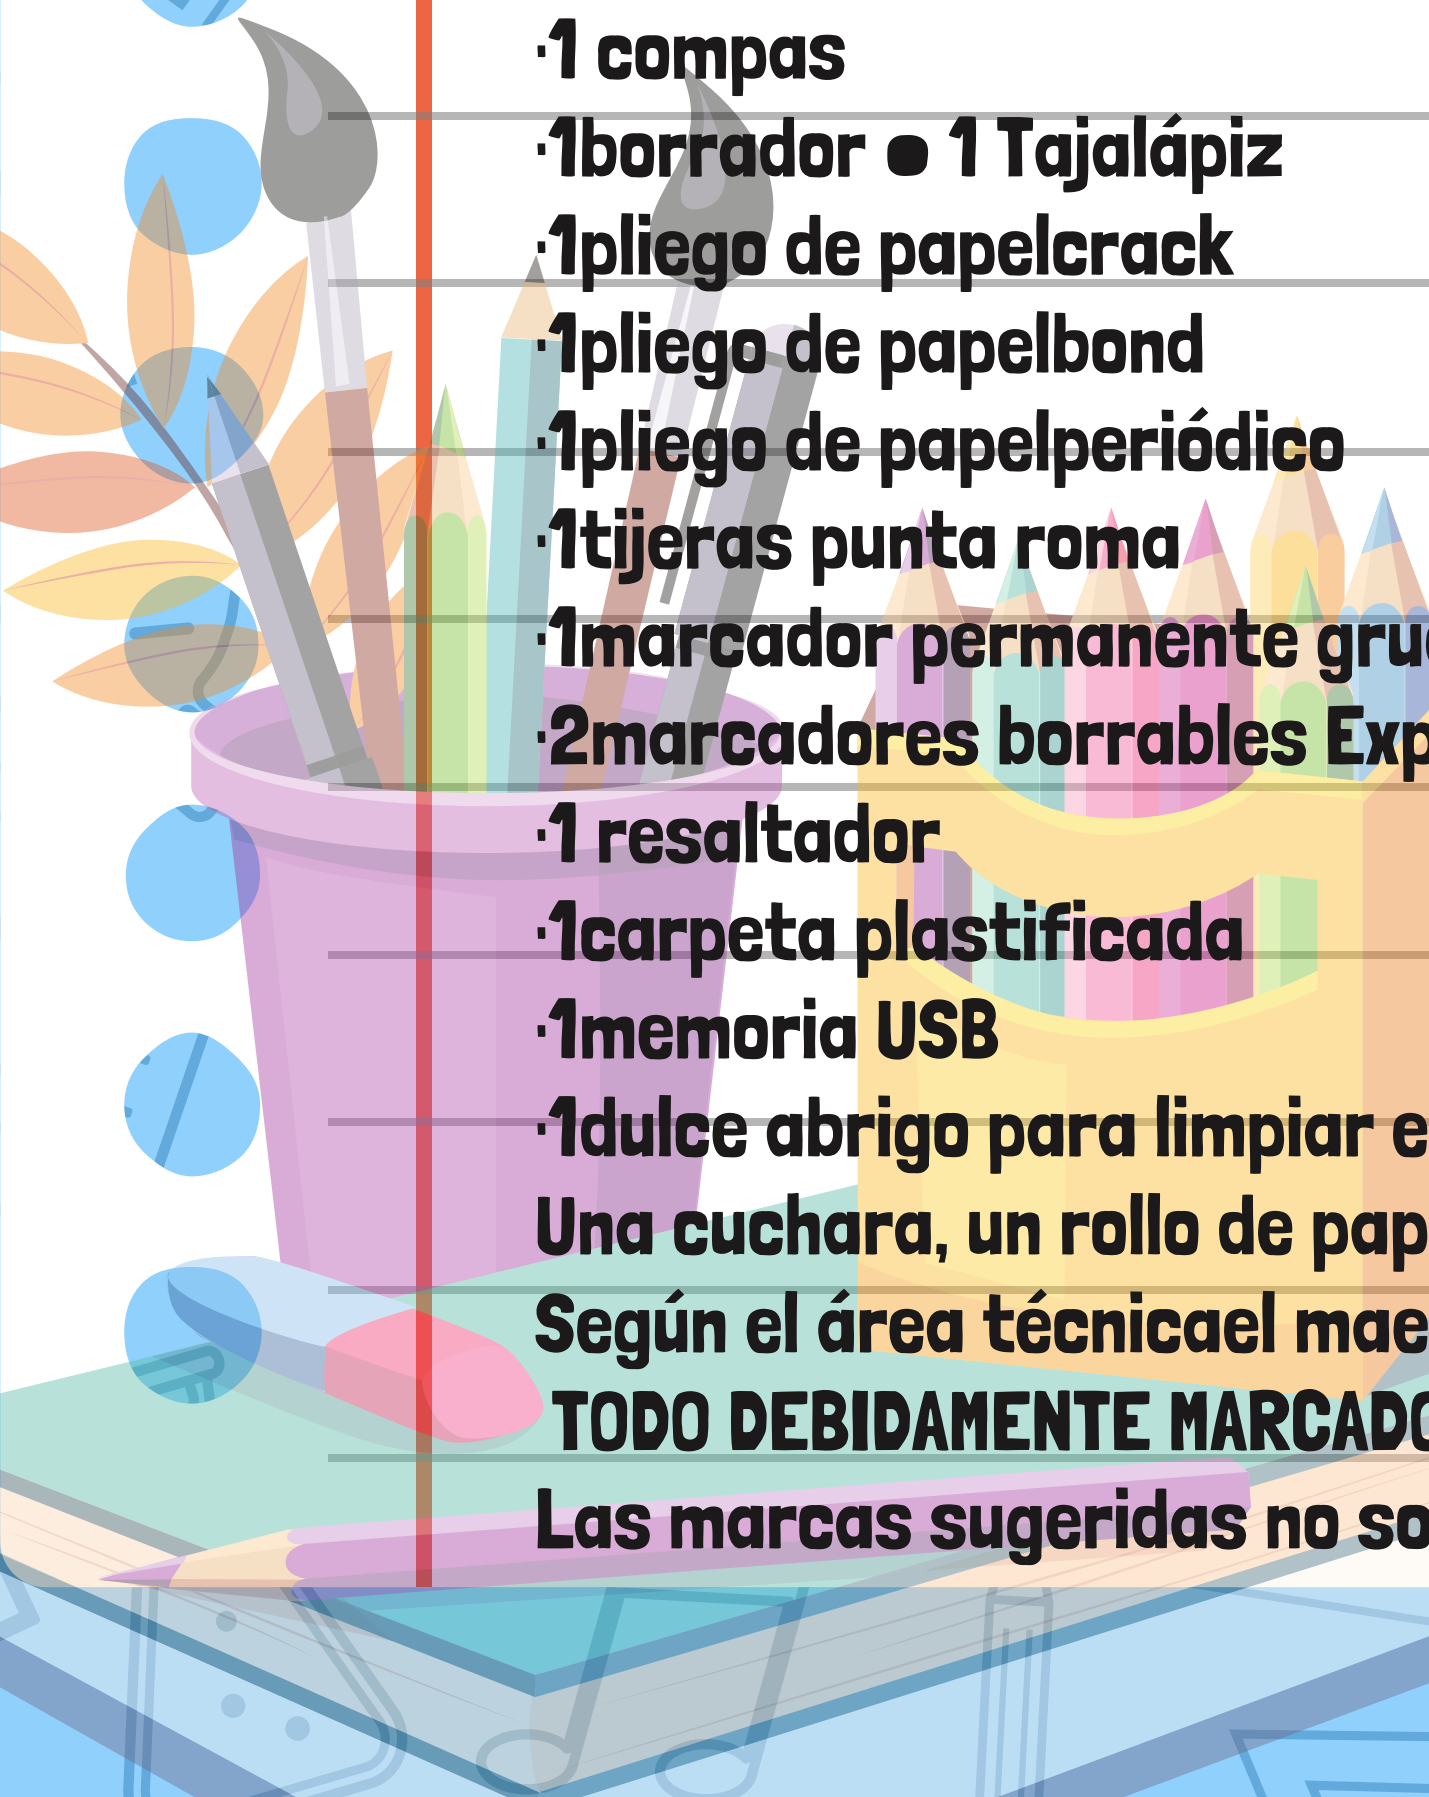 ·1 compas
·1borrador ● 1 Tajalápiz
·1pliego de papelcrack
·1pliego de papelbond
·1pliego de papelperiódico
·1tijeras punta roma
·1marcador permanente
·2marcadores borrables
·1 resaltador
·1carpeta plastificada
·1memoria USB
·1dulce abrigo para limpiar
Una cuchara, un rollo de
Según el área técnicael
TODO DEBIDAMENTE
Las marcas sugeridas no